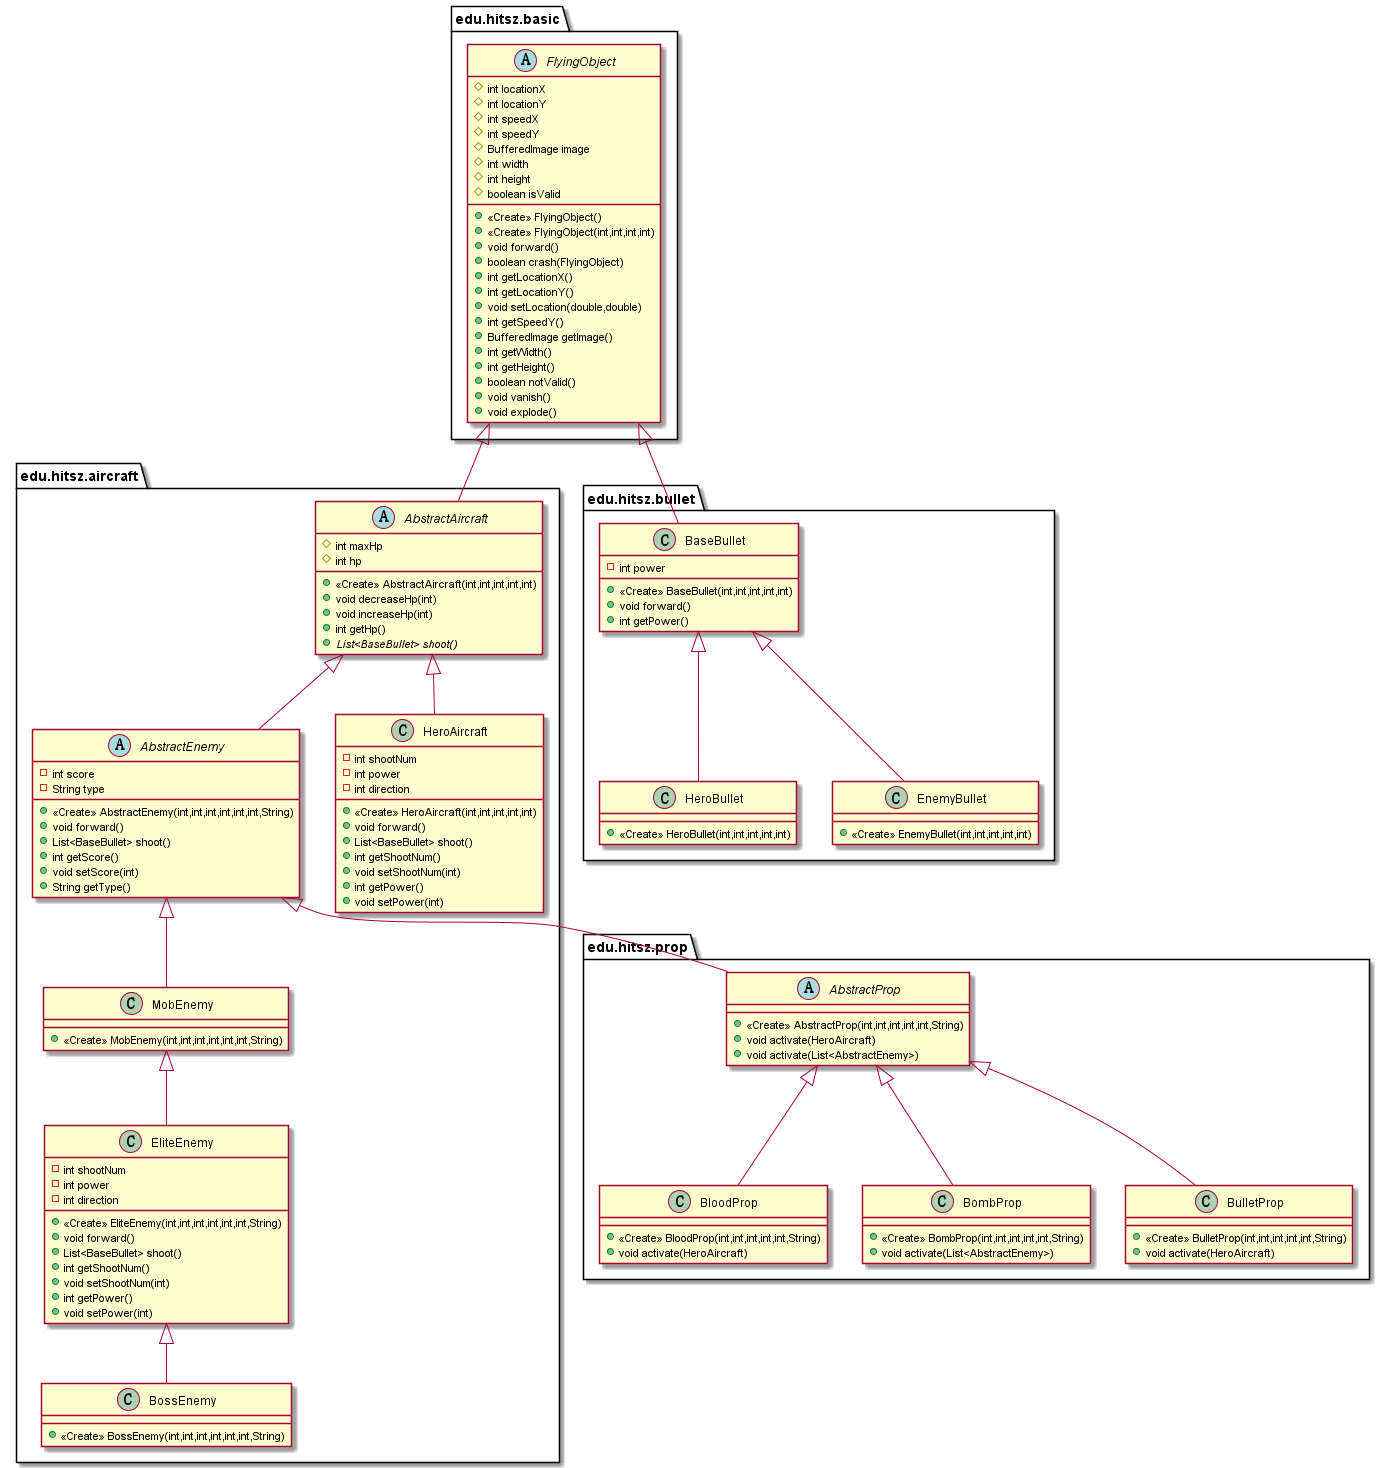 edu.hitsz.basic
A FlyingObject
int locationX
int locationY
int speedX
int speedY
BufferedImage image
int width
int height
boolean isValid
«Create» FlyingObject()
«Create» FlyingObject(int,int,int,int)
void forward()
boolean crash(FlyingObject)
int getLocationX()
int getLocationY()
void setLocation(double,double)
int getSpeedY()
BufferedImage getImage()
int getWidth()
int getHeight()
boolean notValid()
void vanish()
void explode()
edu.hitsz.aircraft
A AbstractAircraft
int maxHp
int hp
«Create» AbstractAircraft(int,int,int,int,int)
void decreaseHp(int)
void increaseHp(int)
int getHp()
List<BaseBullet> shoot()
A AbstractEnemy
int score
String type
«Create» AbstractEnemy(int,int,int,int,int,int,String)
void forward()
List<BaseBullet> shoot()
int getScore()
void setScore(int)
String getType()
C HeroAircraft
int shootNum
int power
int direction
«Create» HeroAircraft(int,int,int,int,int)
void forward()
List<BaseBullet> shoot()
int getShootNum()
void setShootNum(int)
int getPower()
void setPower(int)
C MobEnemy
«Create» MobEnemy(int,int,int,int,int,int,String)
C EliteEnemy
int shootNum
int power
int direction
«Create» EliteEnemy(int,int,int,int,int,int,String)
void forward()
List<BaseBullet> shoot()
int getShootNum()
void setShootNum(int)
int getPower()
void setPower(int)
C BossEnemy
«Create» BossEnemy(int,int,int,int,int,int,String)
edu.hitsz.bullet
C BaseBullet
int power
«Create» BaseBullet(int,int,int,int,int)
void forward()
int getPower()
C HeroBullet
«Create» HeroBullet(int,int,int,int,int)
C EnemyBullet
«Create» EnemyBullet(int,int,int,int,int)
edu.hitsz.prop
A AbstractProp
«Create» AbstractProp(int,int,int,int,int,String)
void activate(HeroAircraft)
void activate(List<AbstractEnemy>)
C BloodProp
«Create» BloodProp(int,int,int,int,int,String)
void activate(HeroAircraft)
C BombProp
«Create» BombProp(int,int,int,int,int,String)
void activate(List<AbstractEnemy>)
C BulletProp
«Create» BulletProp(int,int,int,int,int,String)
void activate(HeroAircraft)